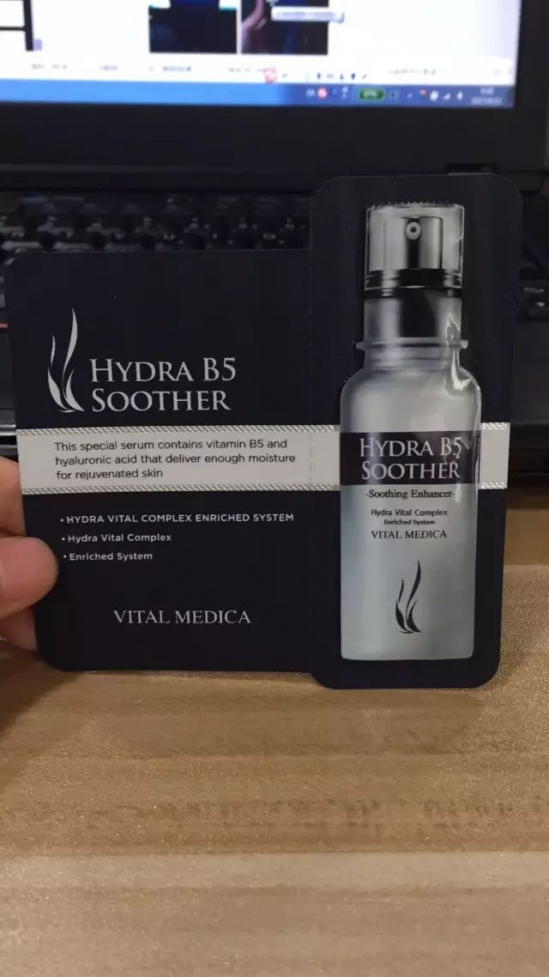 HYDRA B5
SOOTHER
This special serum contains vitamin B5 and
hyaluronic acid that deliver enough moisture
for rejuvenated skin
• HYDRA VITAL COMPLEX ENRICHED SYSTEM
• Hydra Vital Complex
• Enriched System
VITAL MEDICA
HYDRA B5
SOOTHER
-Soothing Enhancer-
Hydra Vital Complex
Enriched System
VITAL MEDICA